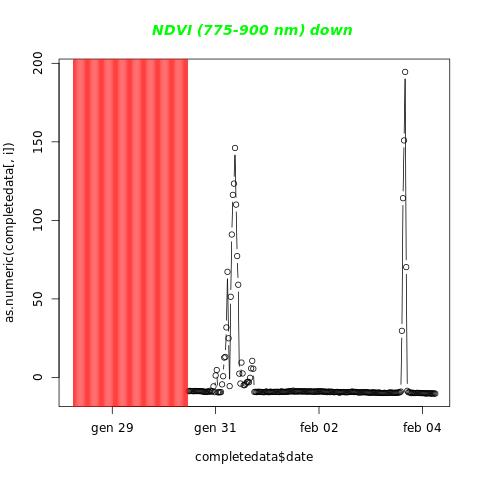 NDVI (775-900 nm) down
as.numeric(completedata[, i])
200
150
100
50
0
gen 29 gen 31 feb 02 feb 04
completedata$date